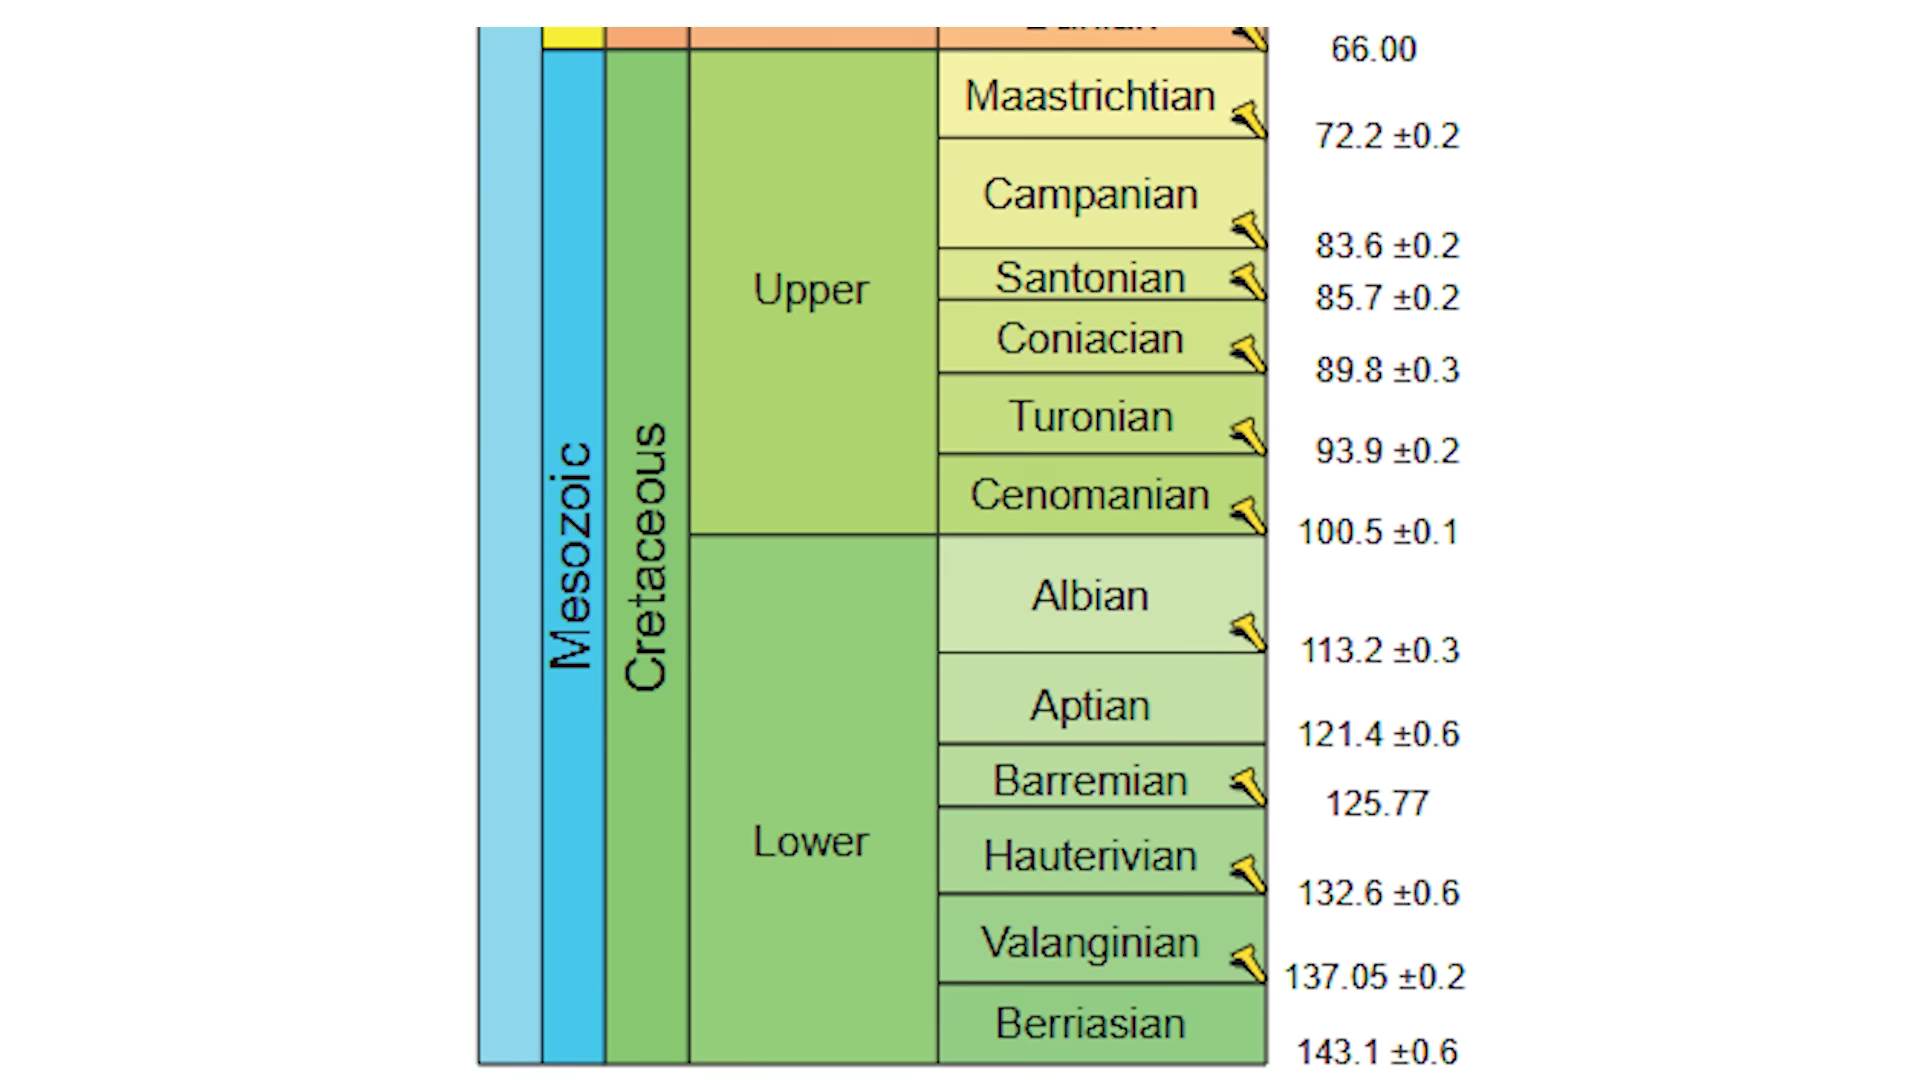 66.00
Maastrichtian
72.2 ±0.2
Campanian
83.6 ±0.2
Santonian
85.7 ±0.2
Coniacian
89.8 ±0.3
Turonian
93.9 ±0.2
Cenomanian
100.5 ±0.1
Upper
Albian
113.2 ±0.3
Aptian
121.4 ±0.6
Barremian
125.77
Hauterivian
132.6 ±0.6
Valanginian
137.05 ±0.2
Berriasian
143.1 ±0.6
Lower
Mesozoic
Cretaceous